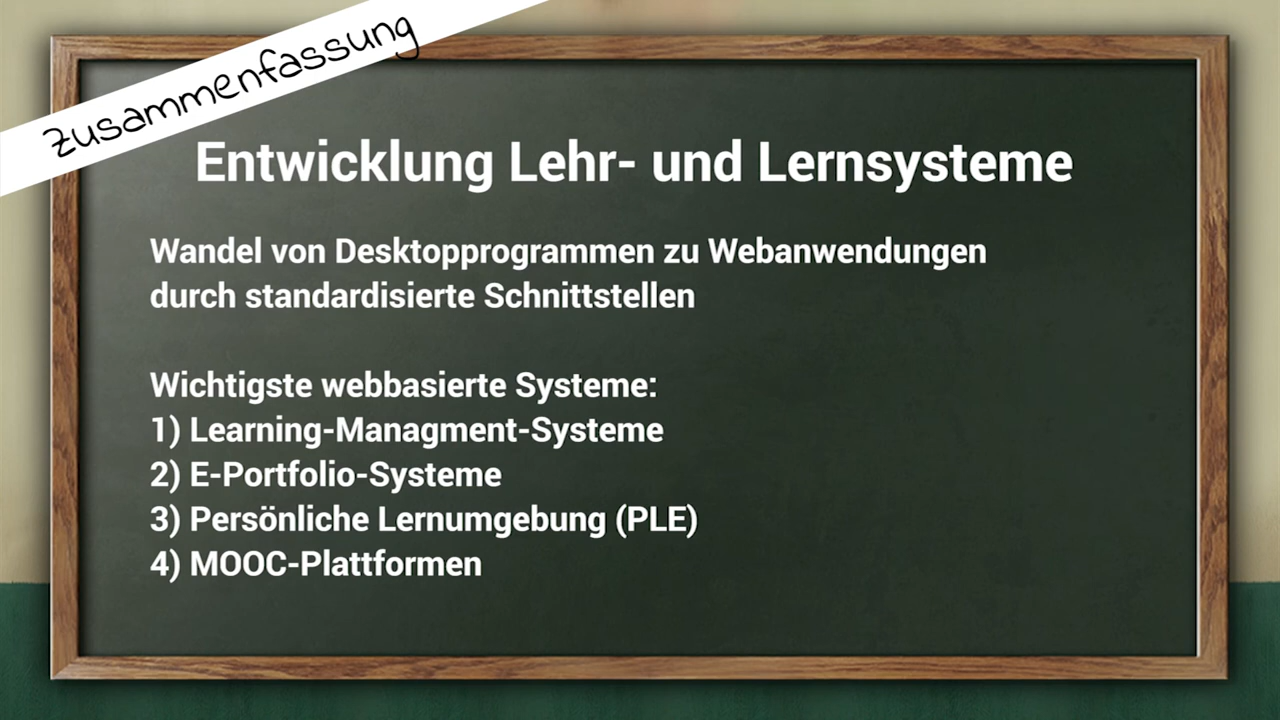 Zusammenfassung
Entwicklung Lehr- und Lernsysteme
Wandel von Desktopprogrammen zu Webanwendungen
durch standardisierte Schnittstellen
Wichtigste webbasierte Systeme:
1) Learning-Managment-Systeme
2) E-Portfolio-Systeme
3) Persönliche Lernumgebung (PLE)
4) MOOC-Plattformen